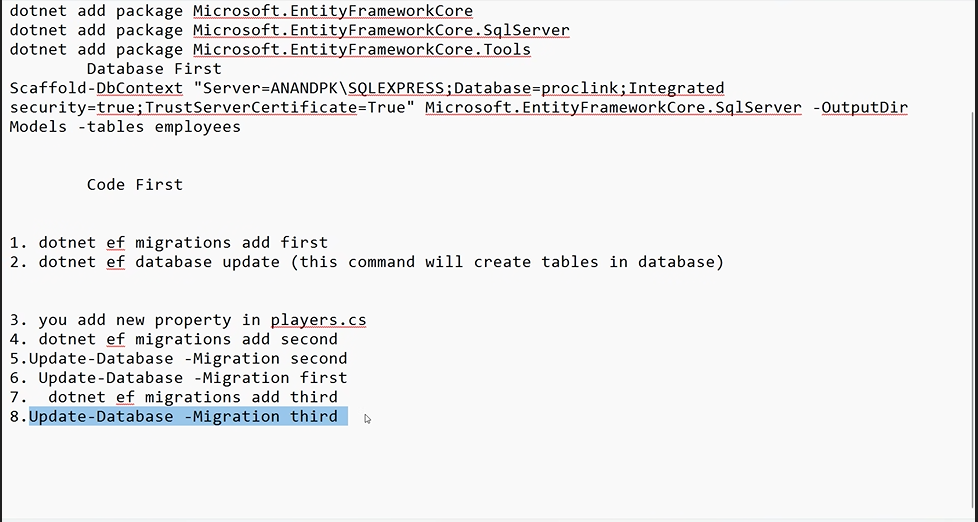 dotnet add package Microsoft.EntityFrameworkCore
dotnet add package Microsoft.EntityFrameworkCore.SqlServer
dotnet add package Microsoft.EntityFrameworkCore.Tools
Database First
Scaffold-DbContext "Server=ANANDPK\SQLEXPRESS;Database=proclink;Integrated
security=true;TrustServerCertificate=True" Microsoft.EntityFrameworkCore.SqlServer -OutputDir
Models -tables employees
Code First
1. dotnet ef migrations add first
2. dotnet ef database update (this command will create tables in database)
3. you add new property in players.cs
4. dotnet ef migrations add second
5.Update-Database -Migration second
6. Update-Database -Migration first
7. dotnet ef migrations add third
8.Update-Database -Migration third